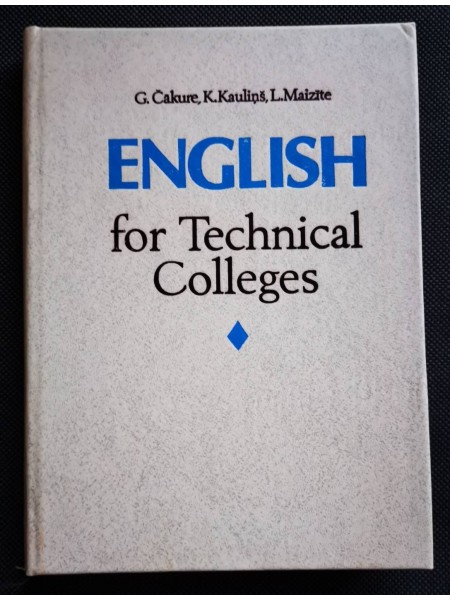 G. Čakure, K.Kauliņš, L.Maizīte
ENGLISH
for Technical
Colleges